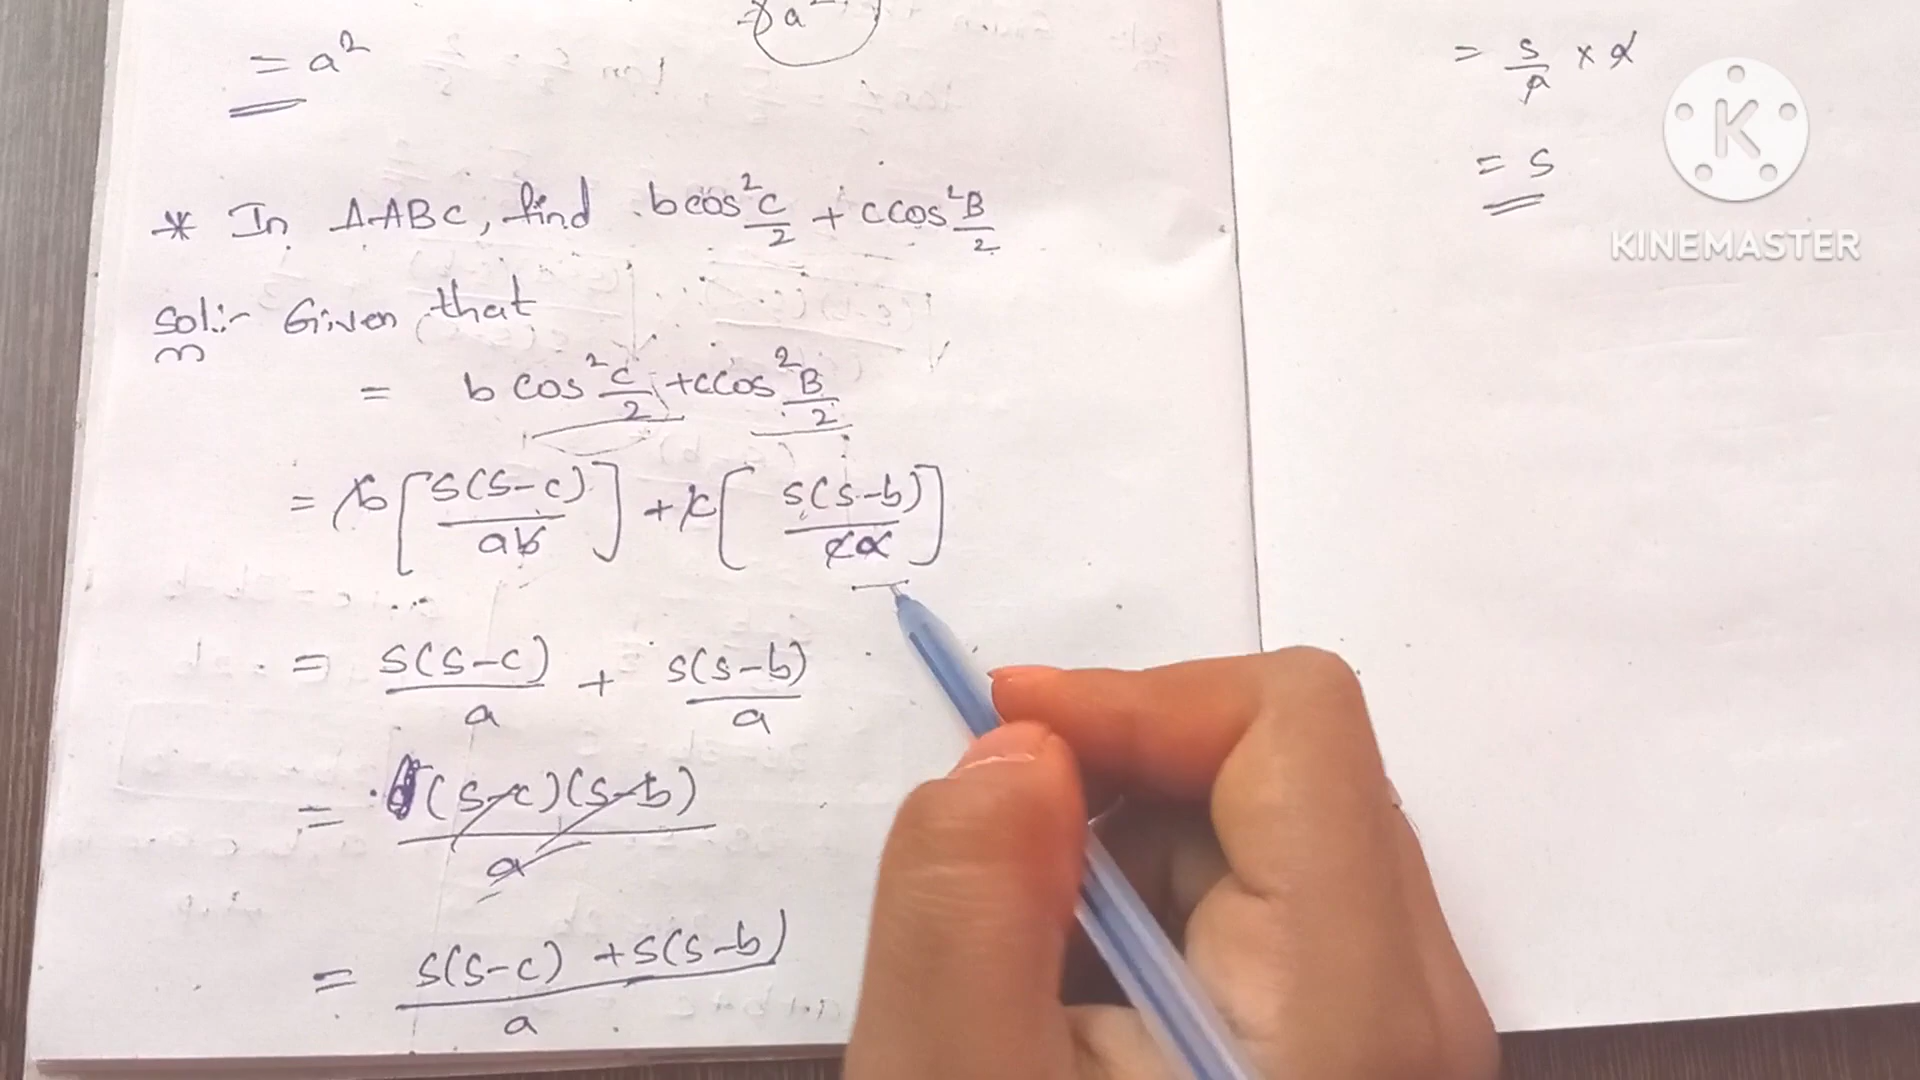 = a²
* In ΔABC, find b cos² C/2 + c cos² B/2
Sol:- Given that
= b cos² C/2 + c cos² B/2
= b [ s(s-c)/ab ] + c [ s(s-b)/ca ]
= s(s-c)/a + s(s-b)/a
= (s-c)(s-b)/a
= s(s-c) + s(s-b)/a
= s/a × a
= s
KINEMASTER